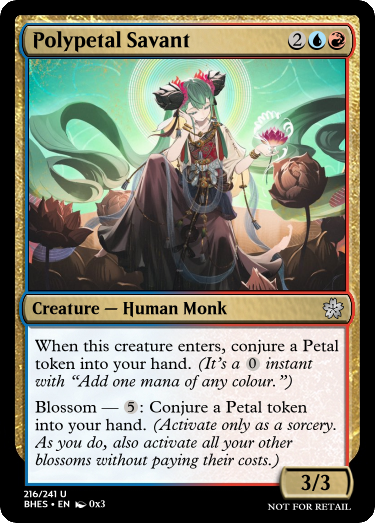 Polypetal Savant 2
Creature — Human Monk
When this creature enters, conjure a Petal
token into your hand. (It's a 0 instant
with “Add one mana of any colour.”)
Blossom — 5: Conjure a Petal token
into your hand. (Activate only as a sorcery.
As you do, also activate all your other
blossoms without paying their costs.)
3/3
216/241 U
BHES • EN 0x3
NOT FOR RETAIL